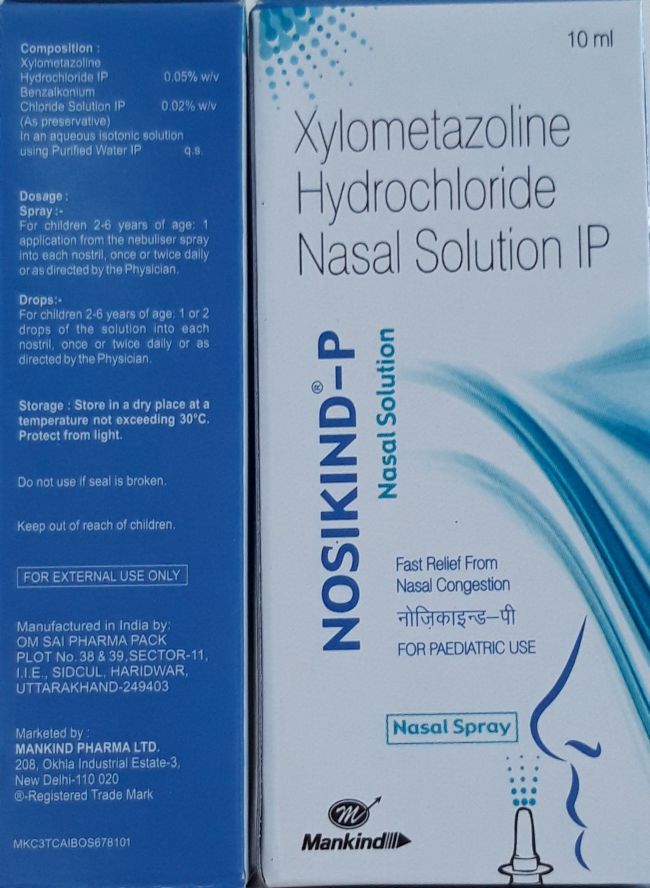 Composition :
Xylometazoline
Hydrochloride IP 0.05% w/v
Benzalkonium
Chloride Solution IP 0.02% w/v
(As preservative)
In an aqueous isotonic solution
using Purified Water IP q.s.
Dosage :
Spray :-
For children 2-6 years of age: 1
application from the nebuliser spray
into each nostril, once or twice daily
or as directed by the Physician.
Drops:-
For children 2-6 years of age: 1 or 2
drops of the solution into each
nostril, once or twice daily or as
directed by the Physician.
Storage : Store in a dry place at a
temperature not exceeding 30°C.
Protect from light.
Do not use if seal is broken.
Keep out of reach of children.
FOR EXTERNAL USE ONLY
Manufactured in India by:
OM SAI PHARMA PACK
PLOT No. 38 & 39, SECTOR-11,
I.I.E., SIDCUL, HARIDWAR,
UTTARAKHAND-249403
Marketed by :
MANKIND PHARMA LTD.
208, Okhla Industrial Estate-3,
New Delhi-110 020
®-Registered Trade Mark
MKC3TCAIBOS678101
10 ml
Xylometazoline
Hydrochloride
Nasal Solution IP
NOSIKIND®-P
Nasal Solution
Fast Relief From
Nasal Congestion
नोज़िकाइन्ड-पी
FOR PAEDIATRIC USE
Nasal Spray
M
Mankind